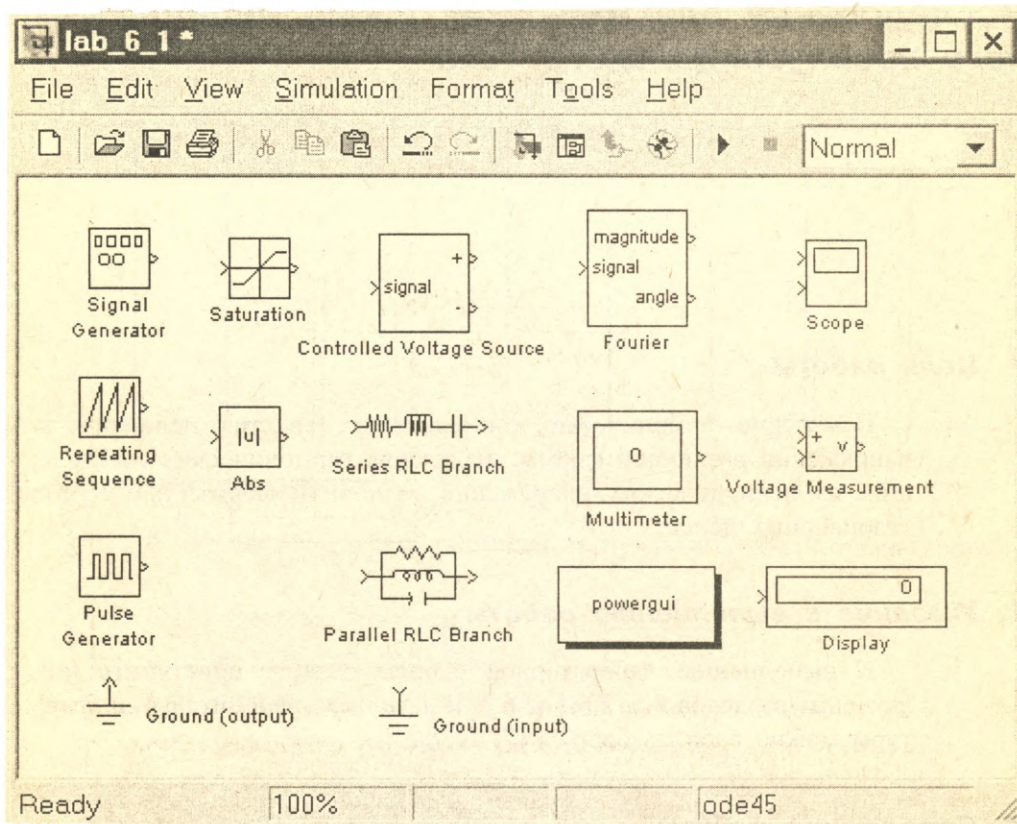 lab_6_1 *
File Edit View Simulation Format Tools Help
Normal
Signal
Generator
Saturation
signal
+
-
Controlled Voltage Source
magnitude
signal
angle
Fourier
Scope
Repeating
Sequence
|u|
Abs
Series RLC Branch
0
Multimeter
+
v
-
Voltage Measurement
Pulse
Generator
Parallel RLC Branch
powergui
0
Display
Ground (output)
Ground (input)
Ready 100% ode45